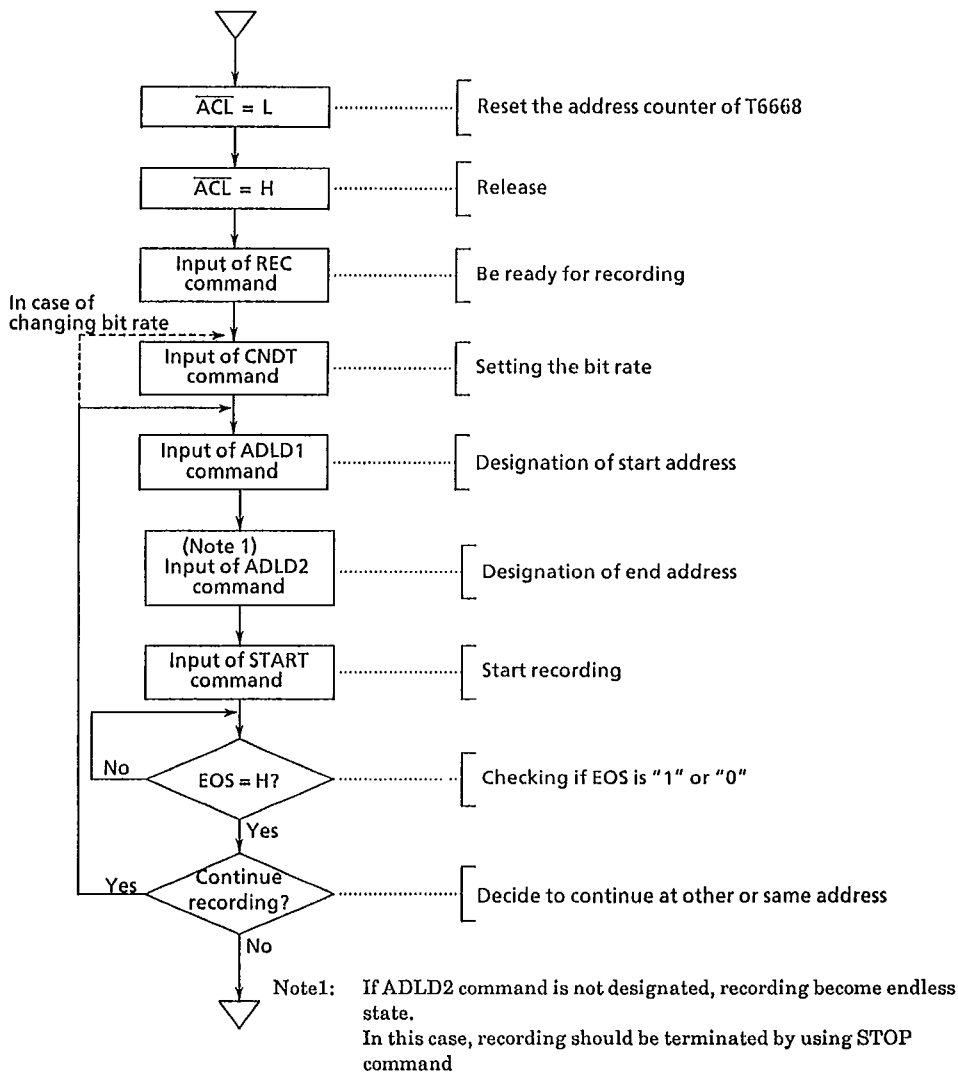 A̅C̅L̅ = L
Reset the address counter of T6668
A̅C̅L̅ = H
Release
Input of REC
command
Be ready for recording
In case of
changing bit rate
Input of CNDT
command
Setting the bit rate
Input of ADLD1
command
Designation of start address
(Note 1)
Input of ADLD2
command
Designation of end address
Input of START
command
Start recording
No
EOS = H?
Checking if EOS is "1" or "0"
Yes
Yes
Continue
recording?
Decide to continue at other or same address
No
Note1: If ADLD2 command is not designated, recording become endless
state.
In this case, recording should be terminated by using STOP
command